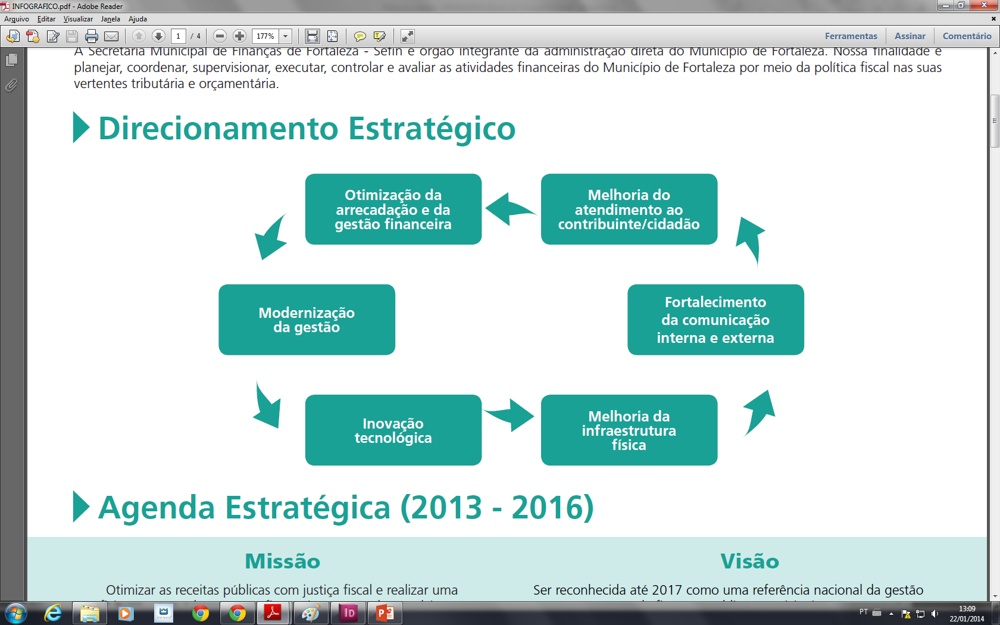 INFOGRAFICO.pdf - Adobe Reader
Arquivo Editar Visualizar Janela Ajuda
1 / 4 177% Ferramentas Assinar Comentário
A Secretaria Municipal de Finanças de Fortaleza - Sefin é órgão integrante da administração direta do Município de Fortaleza. Nossa finalidade é
planejar, coordenar, supervisionar, executar, controlar e avaliar as atividades financeiras do Município de Fortaleza por meio da política fiscal nas suas
vertentes tributária e orçamentária.
Direcionamento Estratégico
Otimização da
arrecadação e da
gestão financeira
Melhoria do
atendimento ao
contribuinte/cidadão
Modernização
da gestão
Fortalecimento
da comunicação
interna e externa
Inovação
tecnológica
Melhoria da
infraestrutura
física
Agenda Estratégica (2013 - 2016)
Missão
Otimizar as receitas públicas com justiça fiscal e realizar uma
Visão
Ser reconhecida até 2017 como uma referência nacional da gestão
PT
13:09
22/01/2014